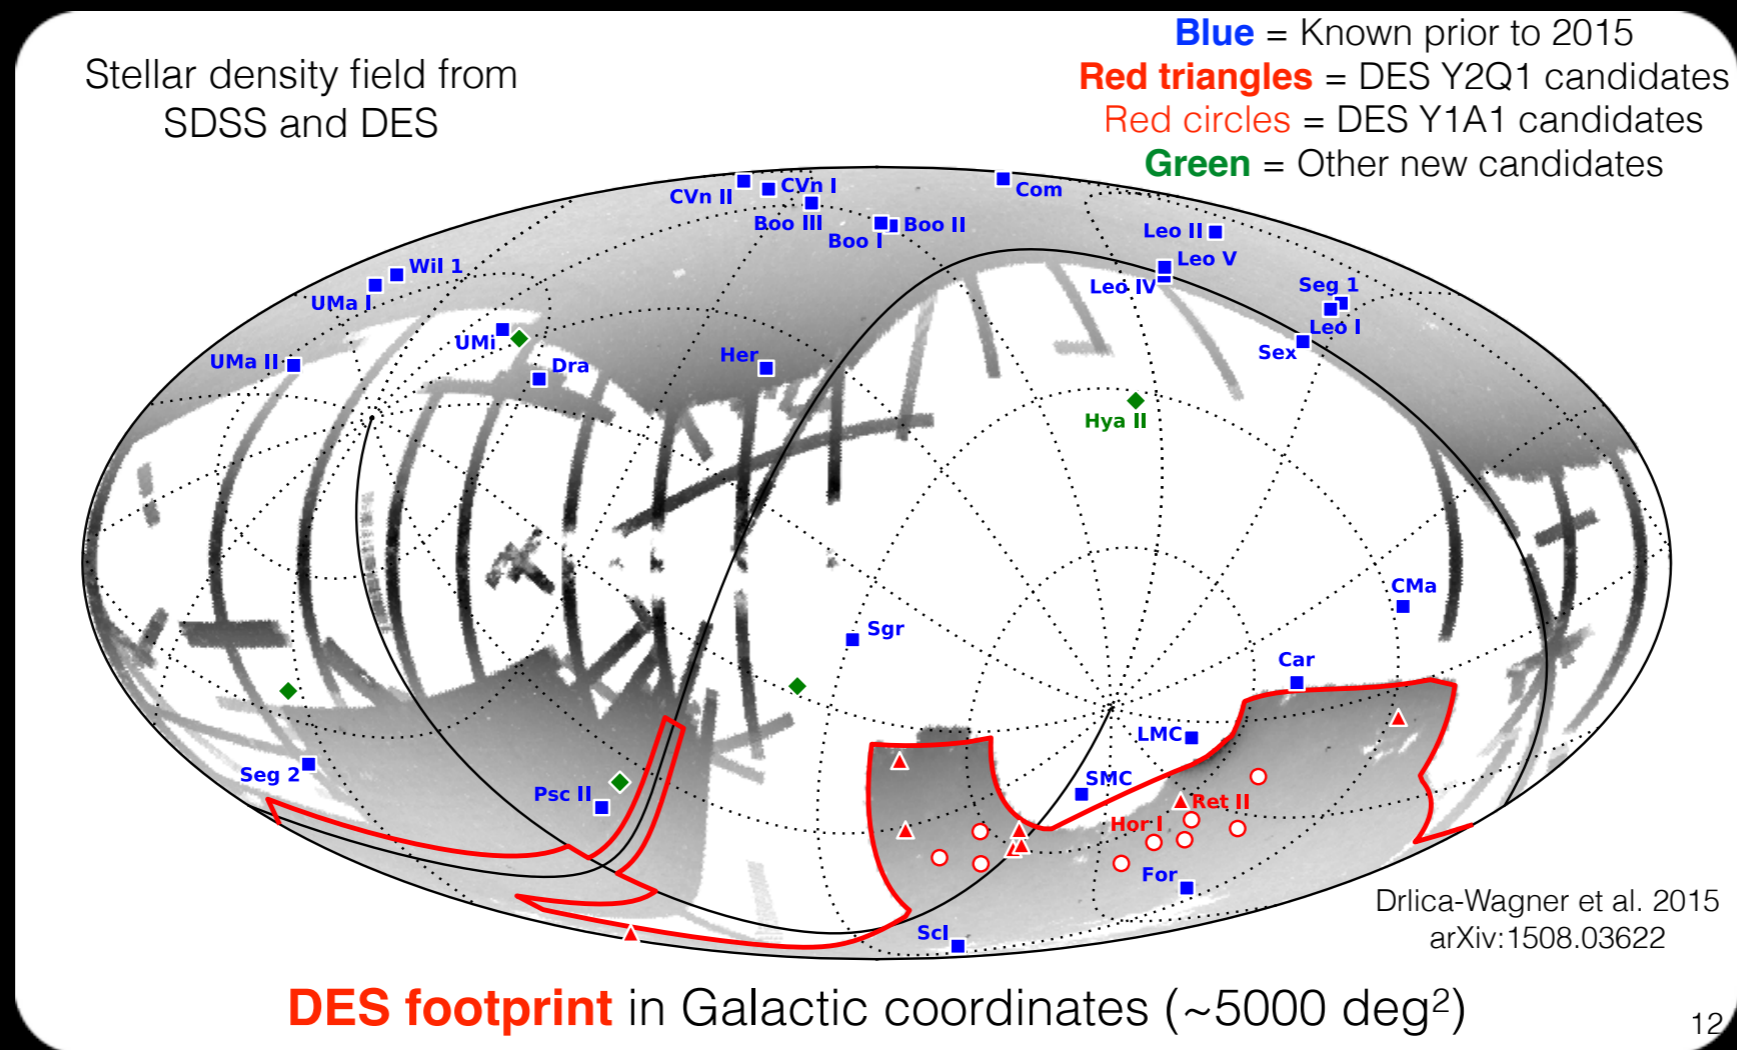 Stellar density field from
SDSS and DES
Blue = Known prior to 2015
Red triangles = DES Y2Q1 candidates
Red circles = DES Y1A1 candidates
Green = Other new candidates
CVn II
CVn I
Com
Boo III
Boo I
Boo II
Leo II
Leo V
Leo IV
Wil 1
UMa I
Seg 1
Leo I
Sex
UMi
UMa II
Dra
Her
Hya II
CMa
Sgr
Car
LMC
Seg 2
Psc II
SMC
Ret II
Hor I
For
Scl
Drlica-Wagner et al. 2015
arXiv:1508.03622
DES footprint in Galactic coordinates (~5000 deg²)
12